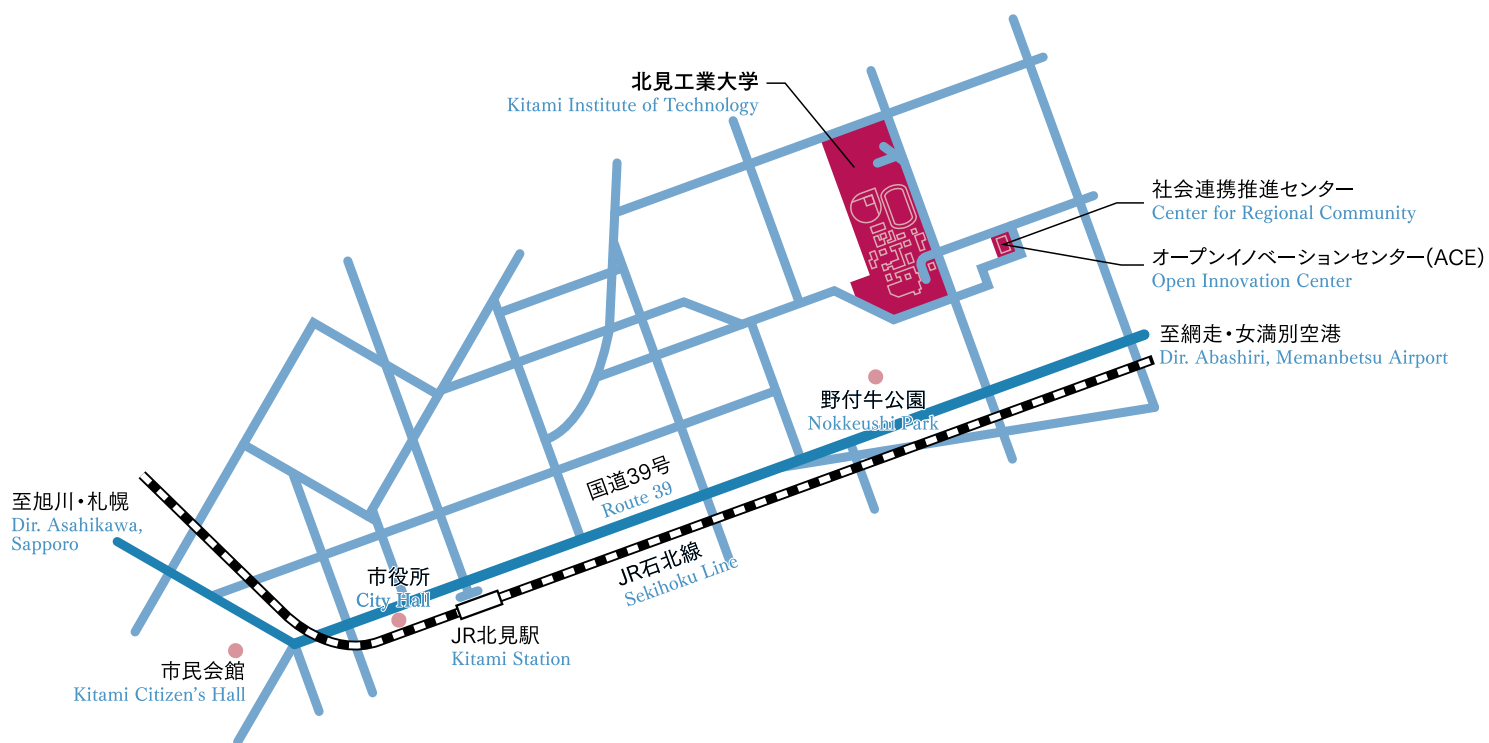 北見工業大学
Kitami Institute of Technology
社会連携推進センター
Center for Regional Community
オープンイノベーションセンター(ACE)
Open Innovation Center
至網走・女満別空港
Dir. Abashiri, Memanbetsu Airport
野付牛公園
Nokkeushi Park
国道39号
Route 39
至旭川・札幌
Dir. Asahikawa,
Sapporo
JR石北線
Sekihoku Line
市役所
City Hall
JR北見駅
Kitami Station
市民会館
Kitami Citizen's Hall